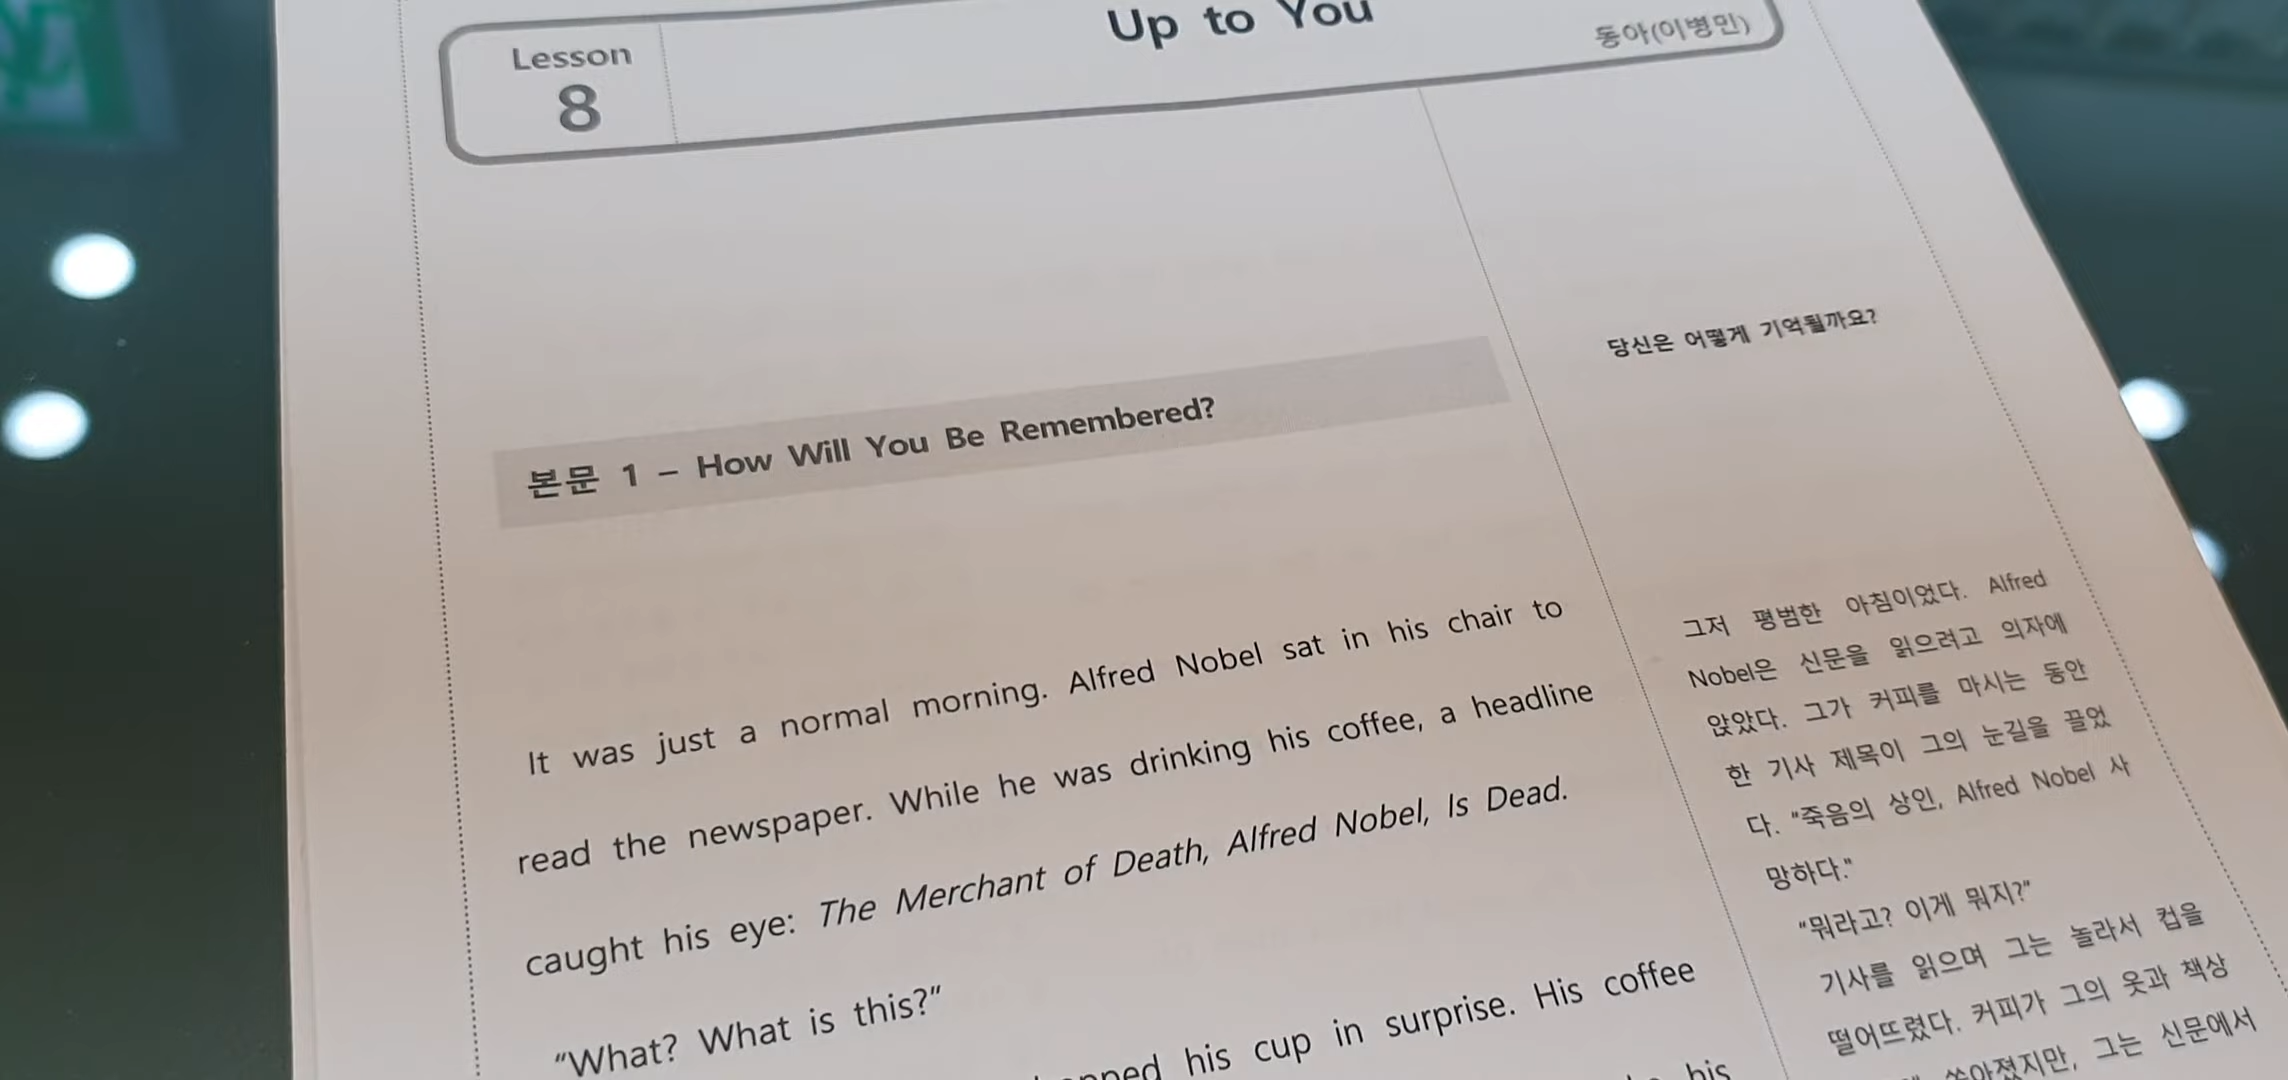 Up to You
Lesson
8
동아(이병민)
본문 1 – How Will You Be Remembered?
It was just a normal morning. Alfred Nobel sat in his chair to
read the newspaper. While he was drinking his coffee, a headline
caught his eye: The Merchant of Death, Alfred Nobel, Is Dead.
“What? What is this?”
his cup in surprise. His coffee
his
당신은 어떻게 기억될까요?
그저 평범한 아침이었다. Alfred
Nobel은 신문을 읽으려고 의자에
앉았다. 그가 커피를 마시는 동안
한 기사 제목이 그의 눈길을 끌었
다. "죽음의 상인, Alfred Nobel 사
망하다."
"뭐라고? 이게 뭐지?"
기사를 읽으며 그는 놀라서 컵을
떨어뜨렸다. 커피가 그의 옷과 책상
쏟아졌지만, 그는 신문에서